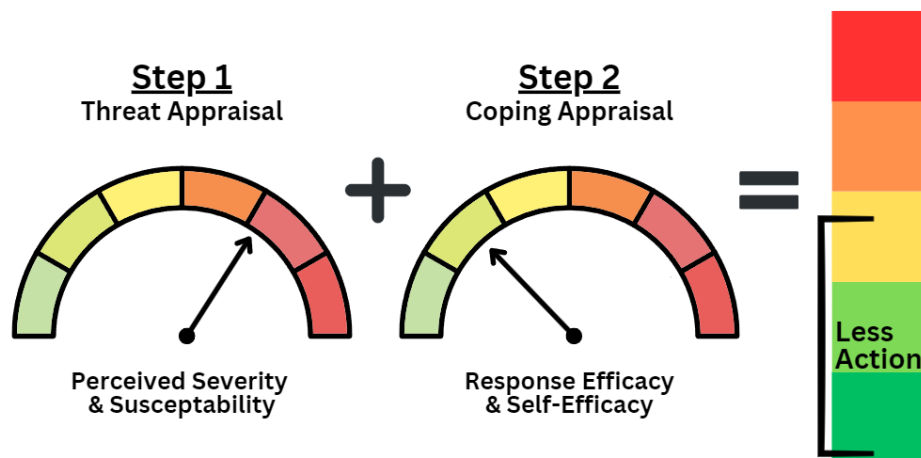 Step 1
Threat Appraisal
Perceived Severity
& Susceptability
+
Step 2
Coping Appraisal
Response Efficacy
& Self-Efficacy
=
Less
Action